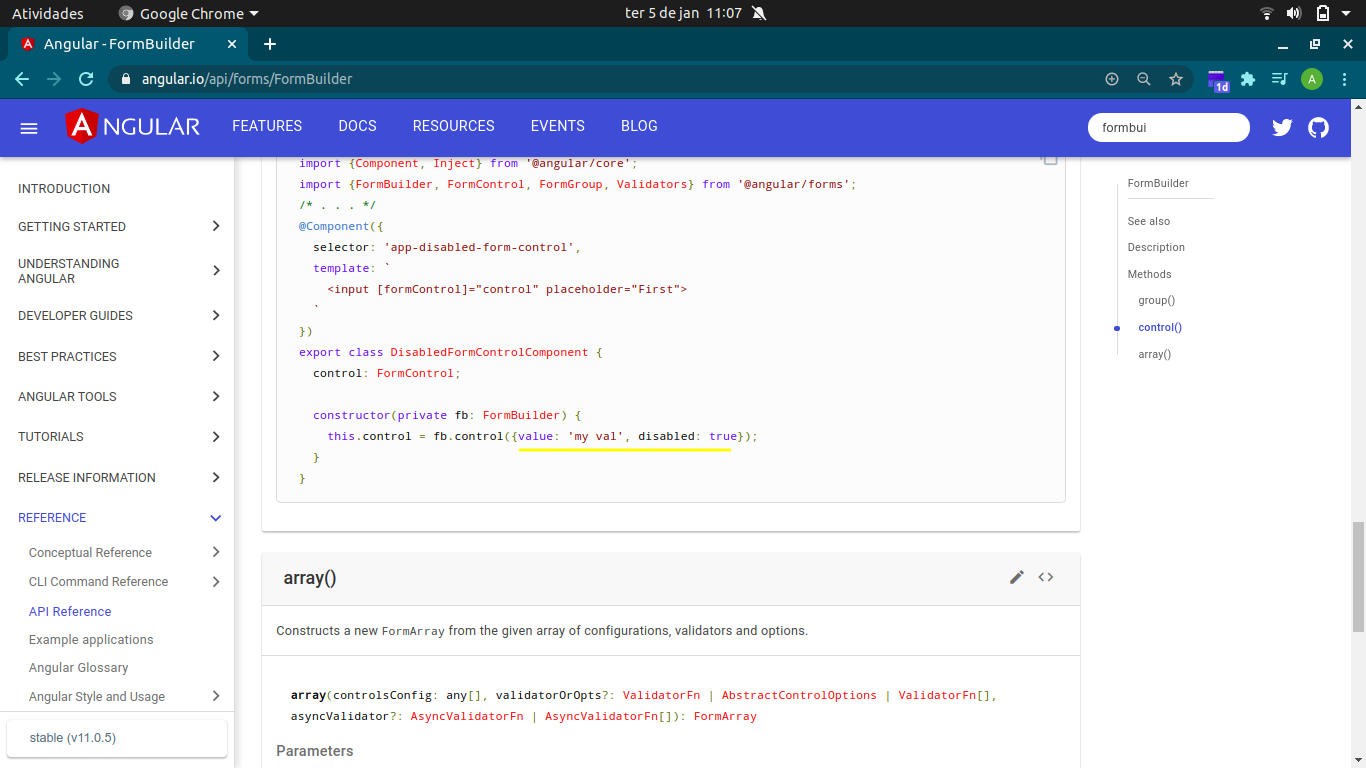 Atividades
Google Chrome
ter 5 de jan 11:07
Angular - FormBuilder
angular.io/api/forms/FormBuilder
1d
A
ANGULAR
FEATURES
DOCS
RESOURCES
EVENTS
BLOG
formbui
INTRODUCTION
GETTING STARTED
UNDERSTANDING
ANGULAR
DEVELOPER GUIDES
BEST PRACTICES
ANGULAR TOOLS
TUTORIALS
RELEASE INFORMATION
REFERENCE
Conceptual Reference
CLI Command Reference
API Reference
Example applications
Angular Glossary
Angular Style and Usage
stable (v11.0.5)
import {Component, Inject} from '@angular/core';
import {FormBuilder, FormControl, FormGroup, Validators} from '@angular/forms';
/* . . . */
@Component({
  selector: 'app-disabled-form-control',
  template: `
    <input [formControl]="control" placeholder="First">
  `
})
export class DisabledFormControlComponent {
  control: FormControl;
  constructor(private fb: FormBuilder) {
    this.control = fb.control({value: 'my val', disabled: true});
  }
}
array()
Constructs a new FormArray from the given array of configurations, validators and options.
array(controlsConfig: any[], validatorOrOpts?: ValidatorFn | AbstractControlOptions | ValidatorFn[],
asyncValidator?: AsyncValidatorFn | AsyncValidatorFn[]): FormArray
Parameters
FormBuilder
See also
Description
Methods
group()
control()
array()